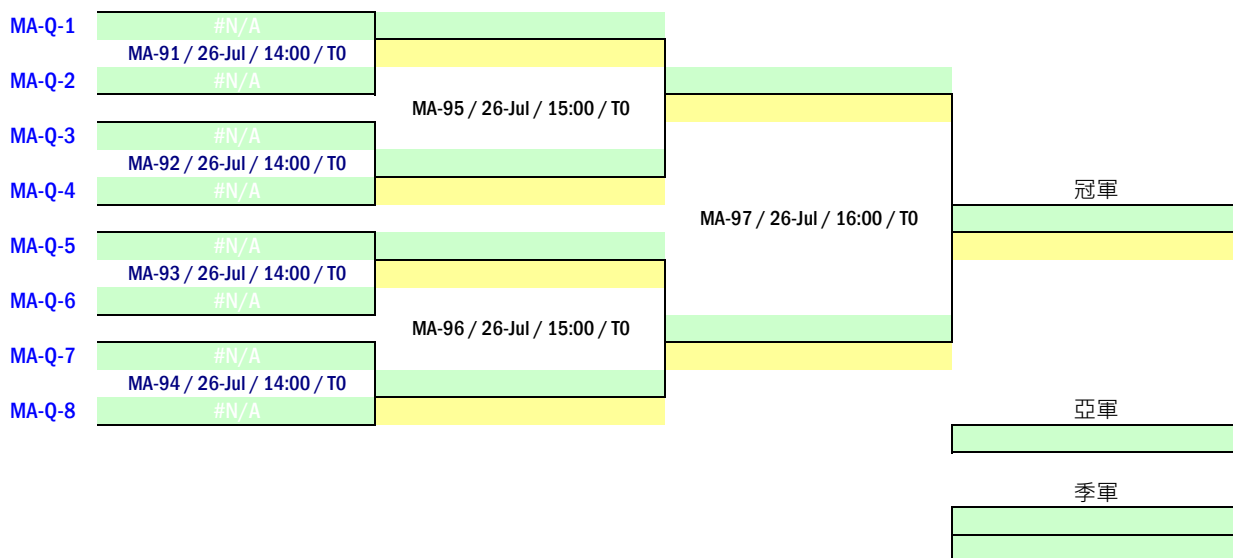 MA-Q-1 #N/A
MA-91 / 26-Jul / 14:00 / T0
MA-Q-2 #N/A
MA-95 / 26-Jul / 15:00 / T0
MA-Q-3 #N/A
MA-92 / 26-Jul / 14:00 / T0
MA-Q-4 #N/A
冠軍
MA-97 / 26-Jul / 16:00 / T0
MA-Q-5 #N/A
MA-93 / 26-Jul / 14:00 / T0
MA-Q-6 #N/A
MA-96 / 26-Jul / 15:00 / T0
MA-Q-7 #N/A
MA-94 / 26-Jul / 14:00 / T0
MA-Q-8 #N/A
亞軍
季軍